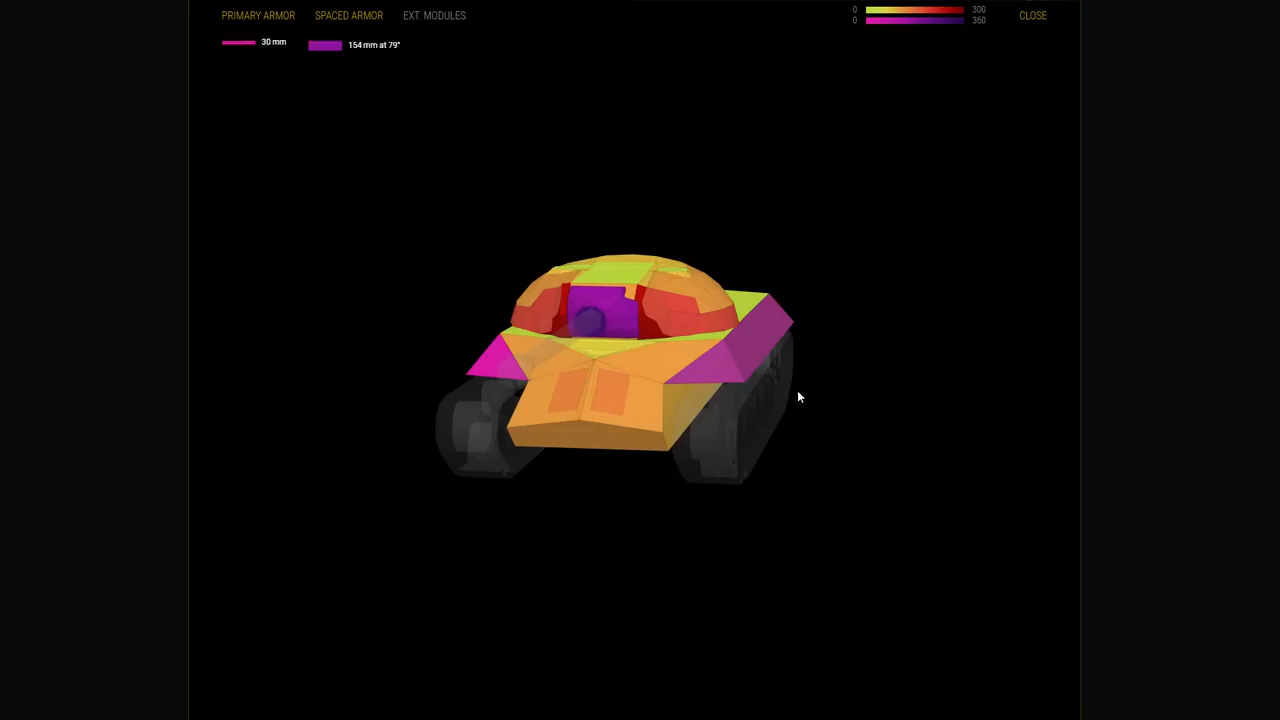 PRIMARY ARMOR SPACED ARMOR EXT. MODULES
0 300
0 360
CLOSE
30 mm 154 mm at 79°